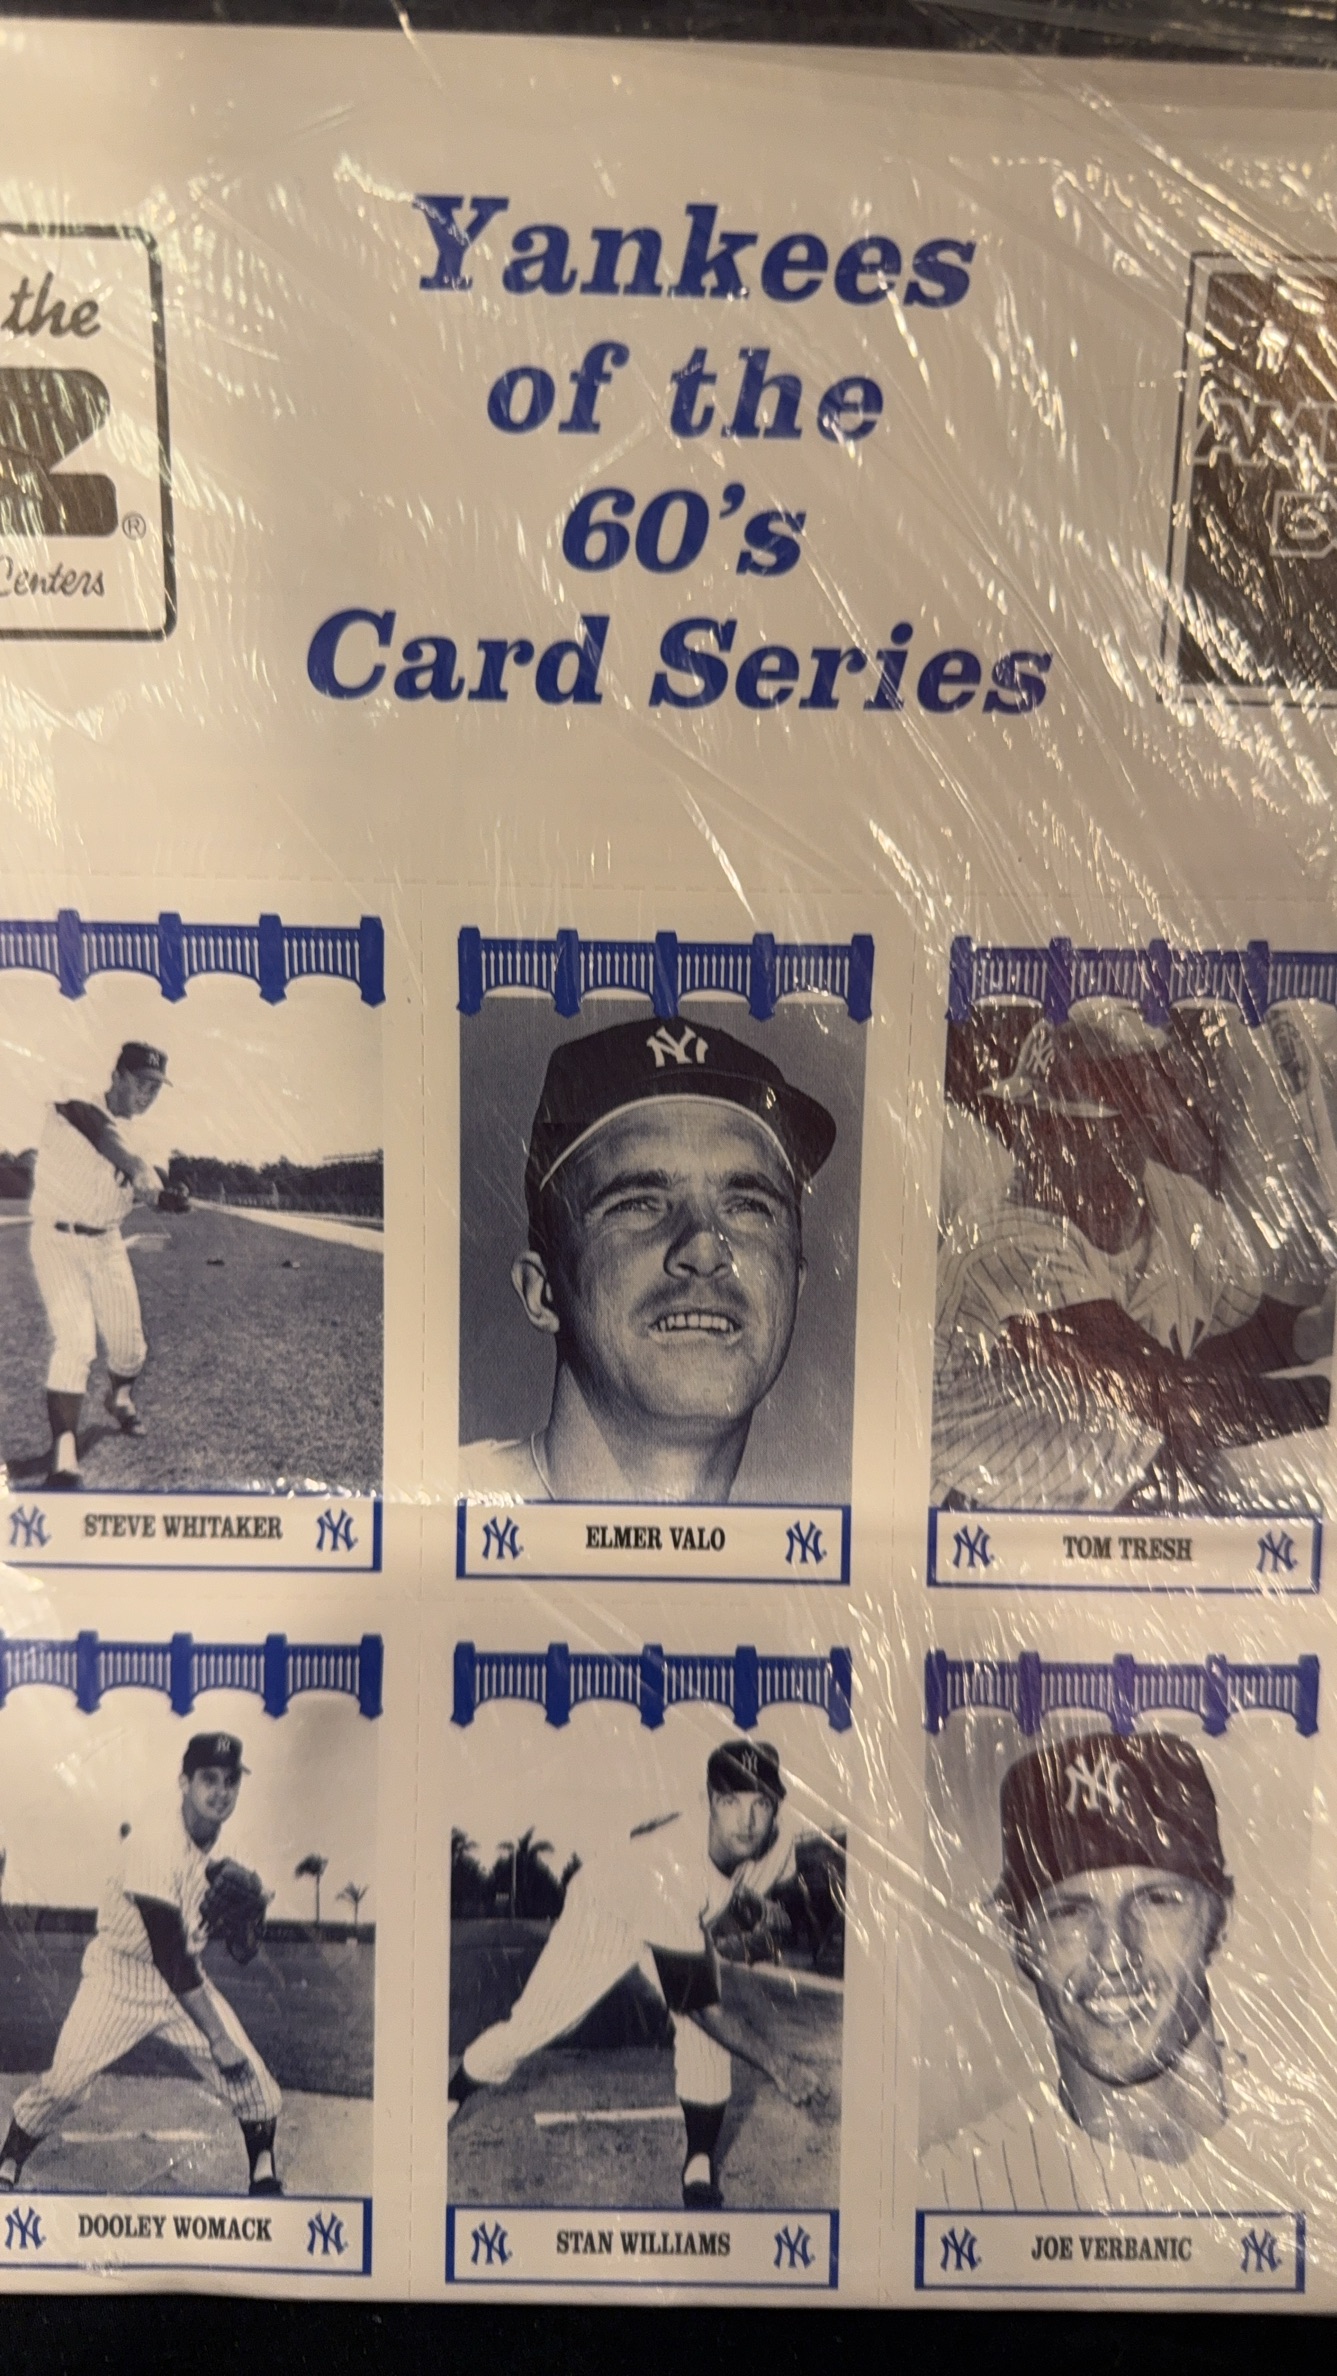 Yankees
of the
60's
Card Series
the
®
Centers
STEVE WHITAKER
ELMER VALO
TOM TRESH
DOOLEY WOMACK
STAN WILLIAMS
JOE VERBANIC